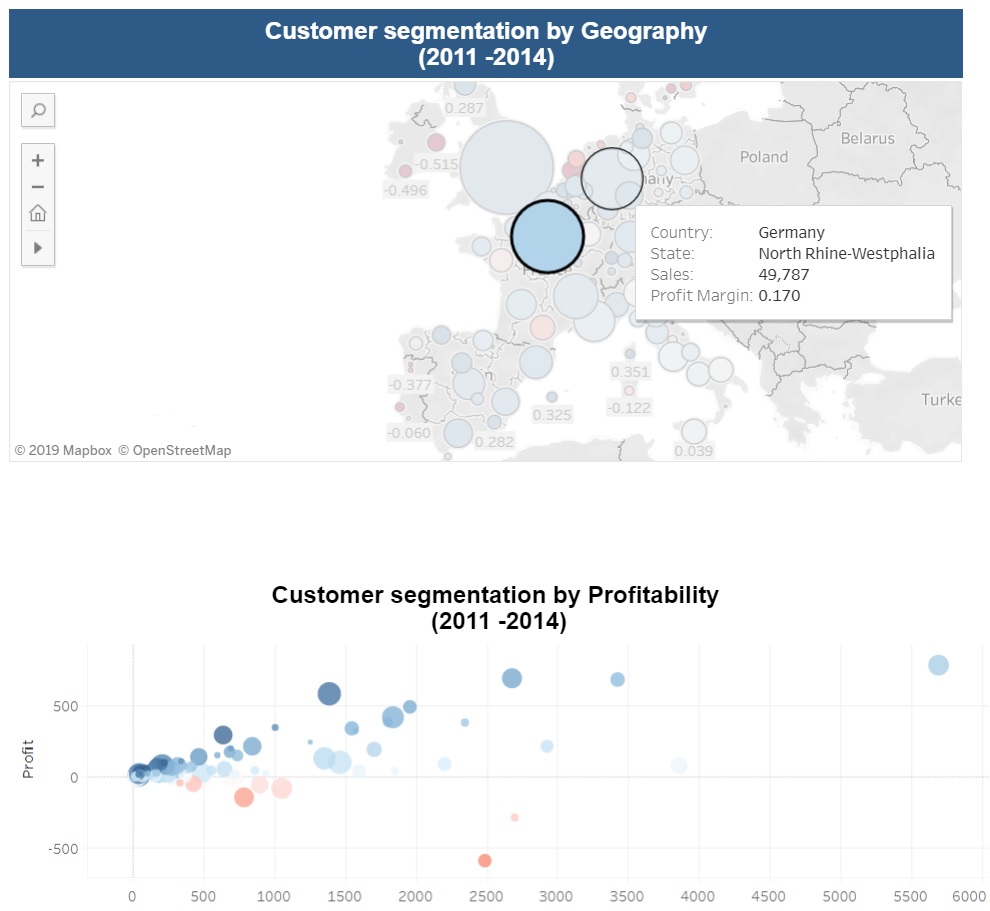 Customer segmentation by Geography
(2011 -2014)
0.287
Belarus
Poland
-0.515
-0.496
Country: Germany
State: North Rhine-Westphalia
Sales: 49,787
Profit Margin: 0.170
0.351
-0.377
0.325
-0.122
Turke
-0.060
0.282
0.039
© 2019 Mapbox © OpenStreetMap
Customer segmentation by Profitability
(2011 -2014)
Profit
500
0
-500
0 500 1000 1500 2000 2500 3000 3500 4000 4500 5000 5500 6000